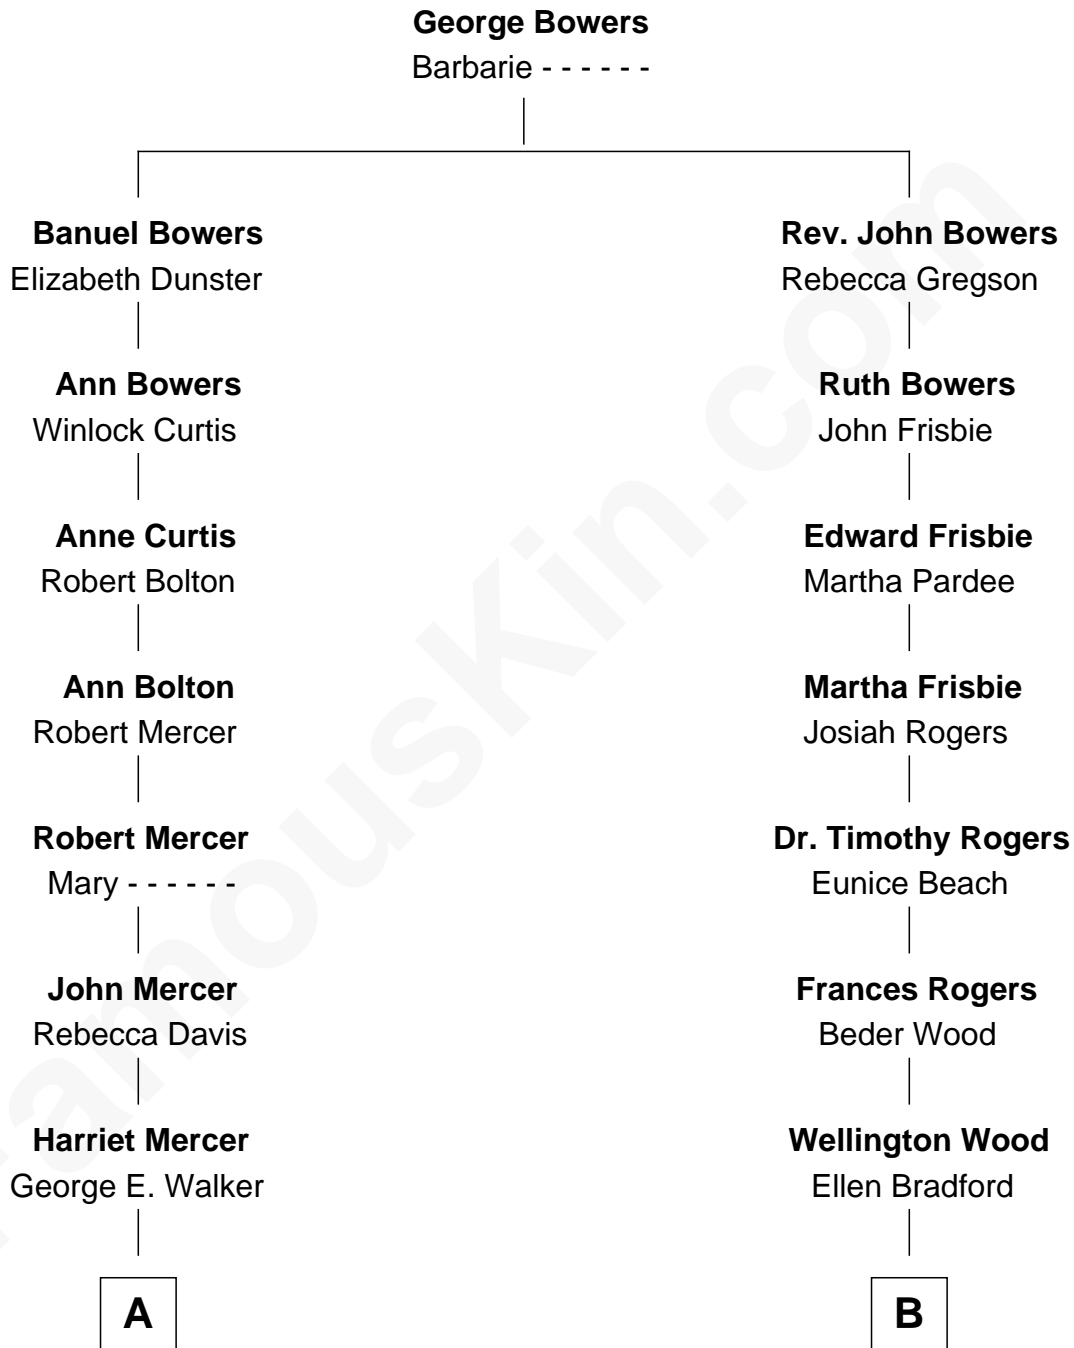 George Bowers
Barbarie - - - - - -
Banuel Bowers
Elizabeth Dunster
Rev. John Bowers
Rebecca Gregson
Ann Bowers
Winlock Curtis
Ruth Bowers
John Frisbie
Anne Curtis
Robert Bolton
Edward Frisbie
Martha Pardee
Ann Bolton
Robert Mercer
Martha Frisbie
Josiah Rogers
Robert Mercer
Mary - - - - - -
Dr. Timothy Rogers
Eunice Beach
John Mercer
Rebecca Davis
Frances Rogers
Beder Wood
Harriet Mercer
George E. Walker
Wellington Wood
Ellen Bradford
A
B
FamousKin.com